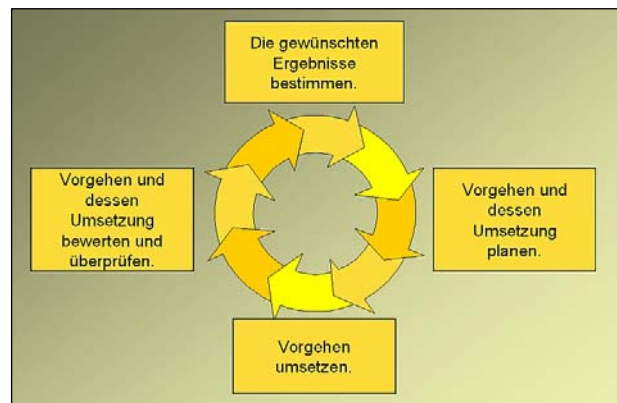 Die gewünschten
Ergebnisse
bestimmen.
Vorgehen und
dessen
Umsetzung
planen.
Vorgehen
umsetzen.
Vorgehen und
dessen
Umsetzung
bewerten und
überprüfen.